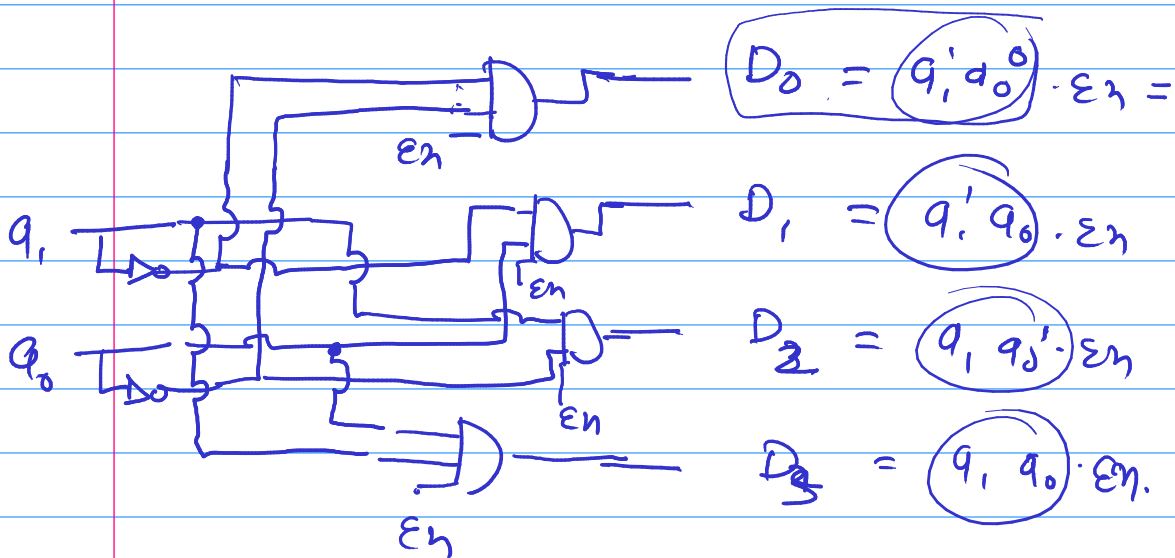 D₀ = q₁' q₀' · En =
En
q₁
D₁ = q₁' q₀ · En
En
Q₀
D₂ = q₁ q₀' · En
En
D₃ = q₁ q₀ · En.
En